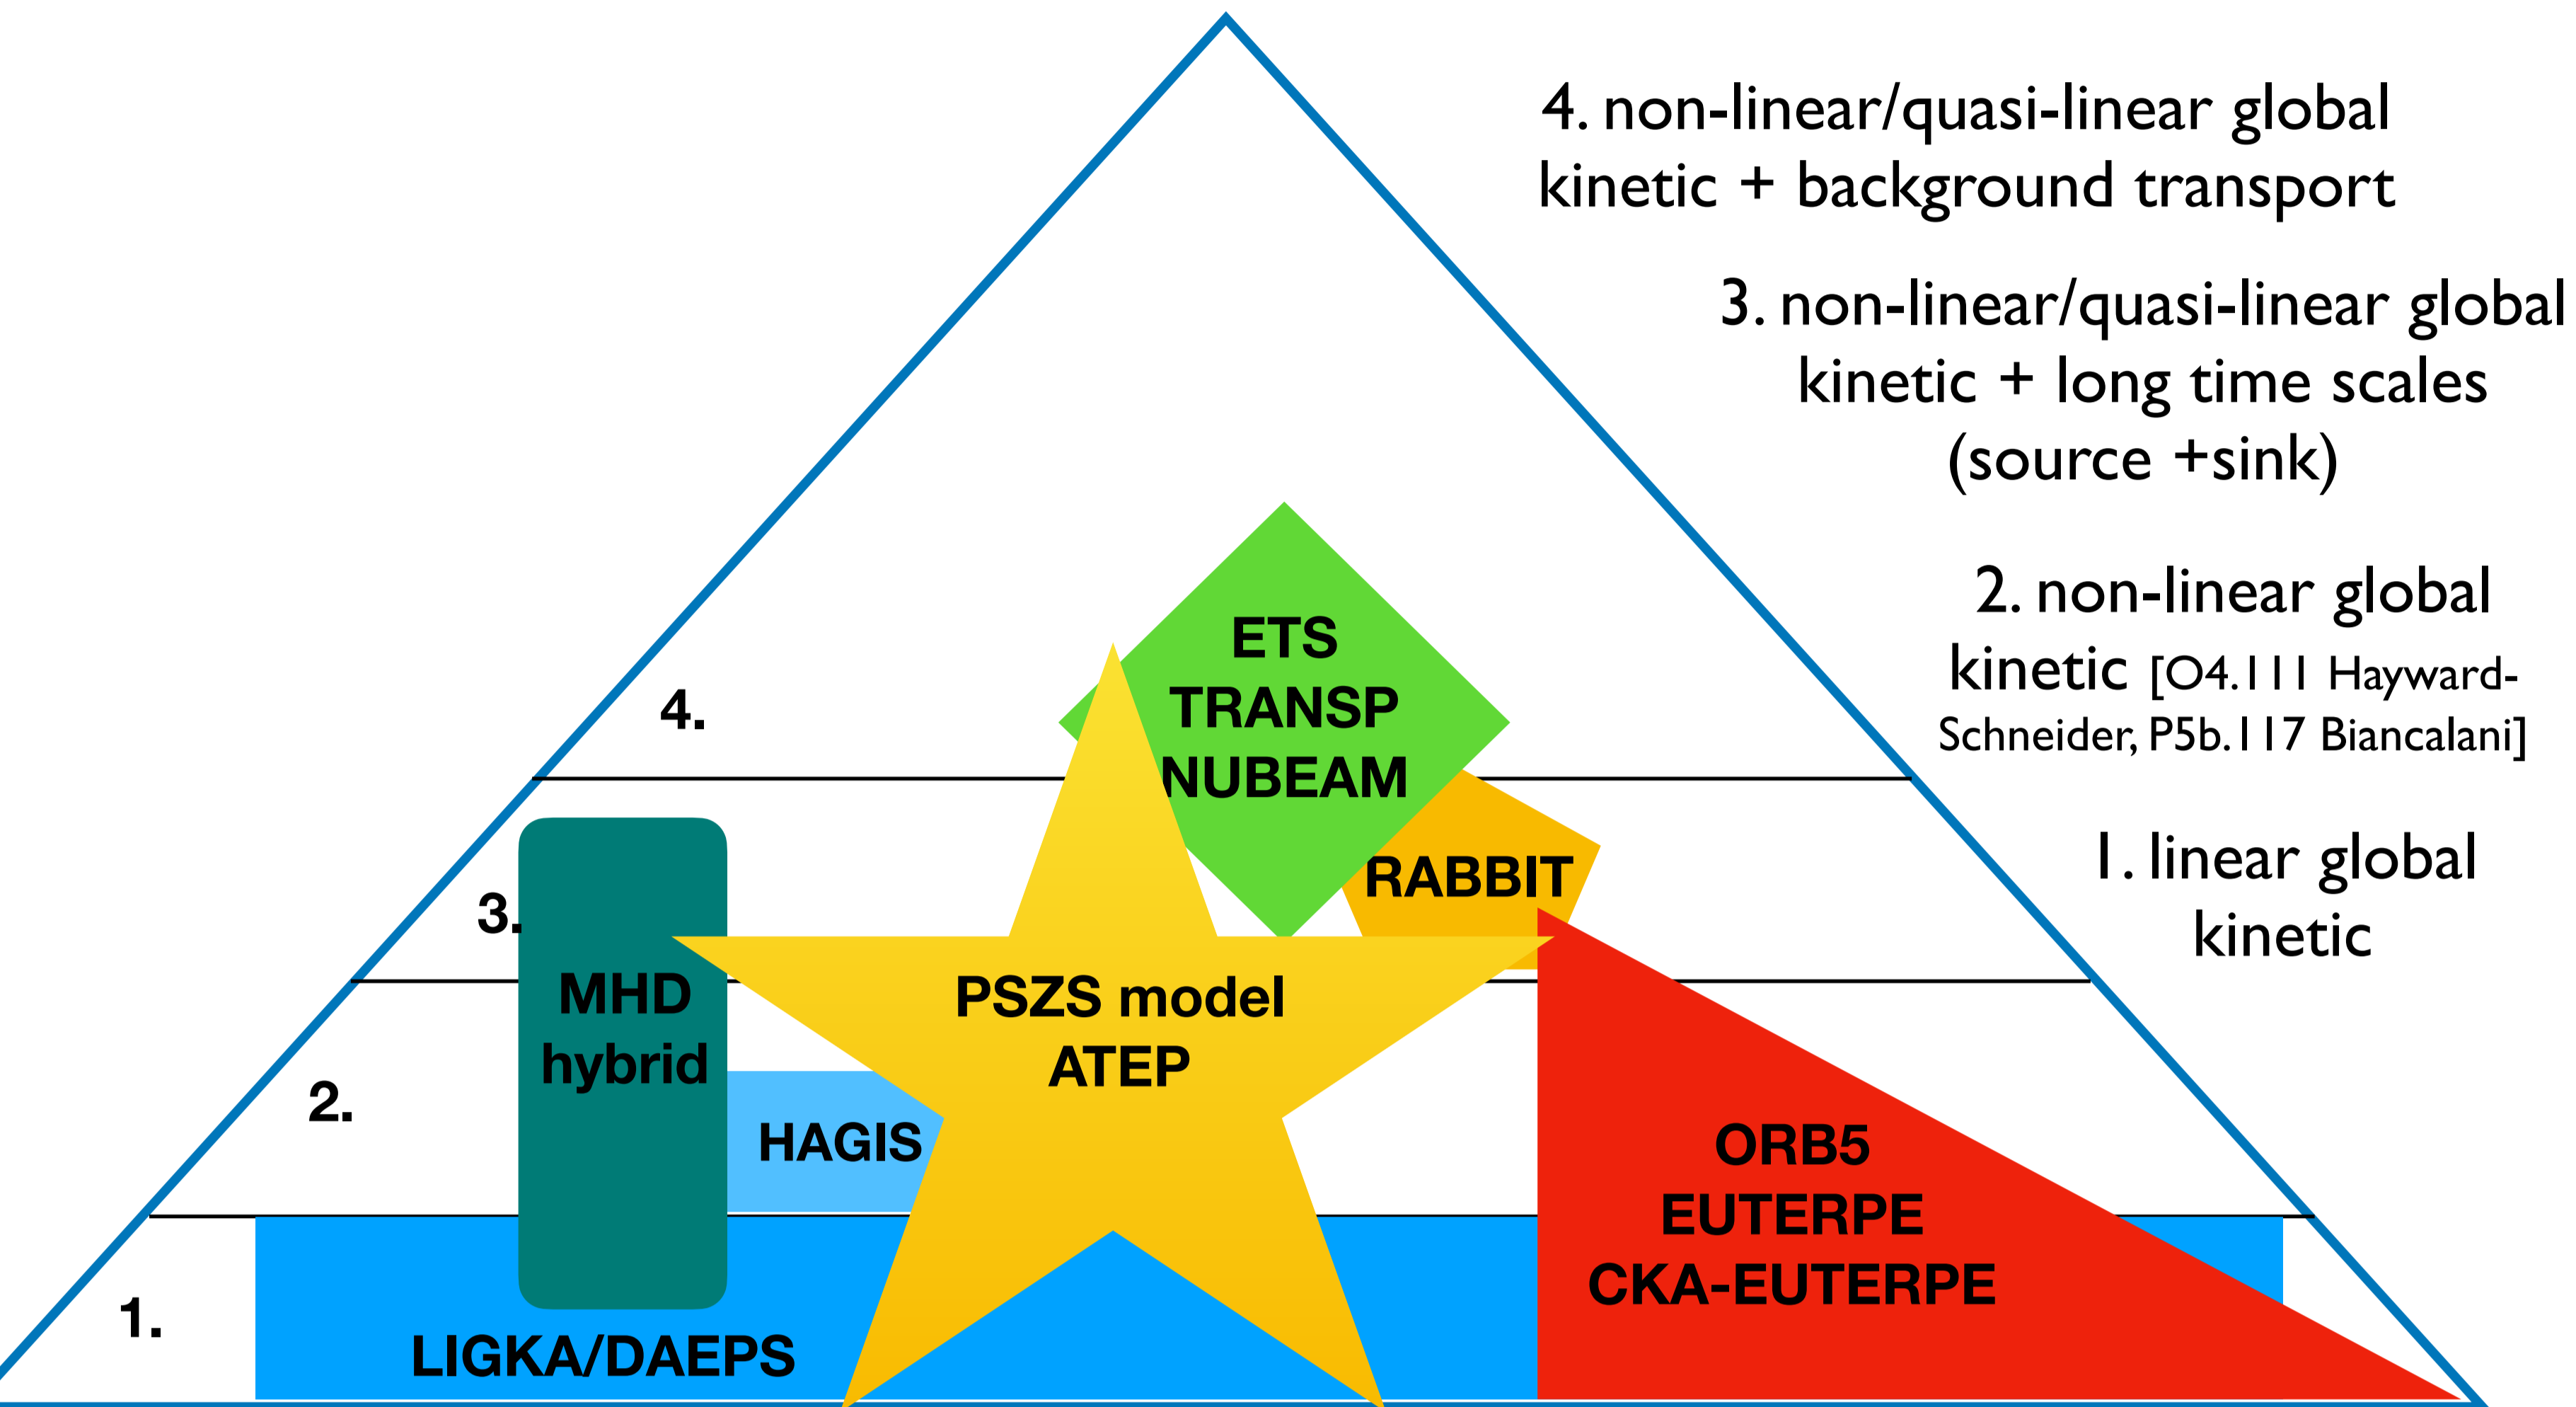 4. non-linear/quasi-linear global
kinetic + background transport
3. non-linear/quasi-linear global
kinetic + long time scales
(source +sink)
2. non-linear global
kinetic [O4.111 Hayward-
Schneider, P5b.117 Biancalani]
1. linear global
kinetic
4.
ETS
TRANSP
NUBEAM
3.
RABBIT
MHD
hybrid
PSZS model
ATEP
2.
HAGIS
ORB5
EUTERPE
CKA-EUTERPE
1.
LIGKA/DAEPS